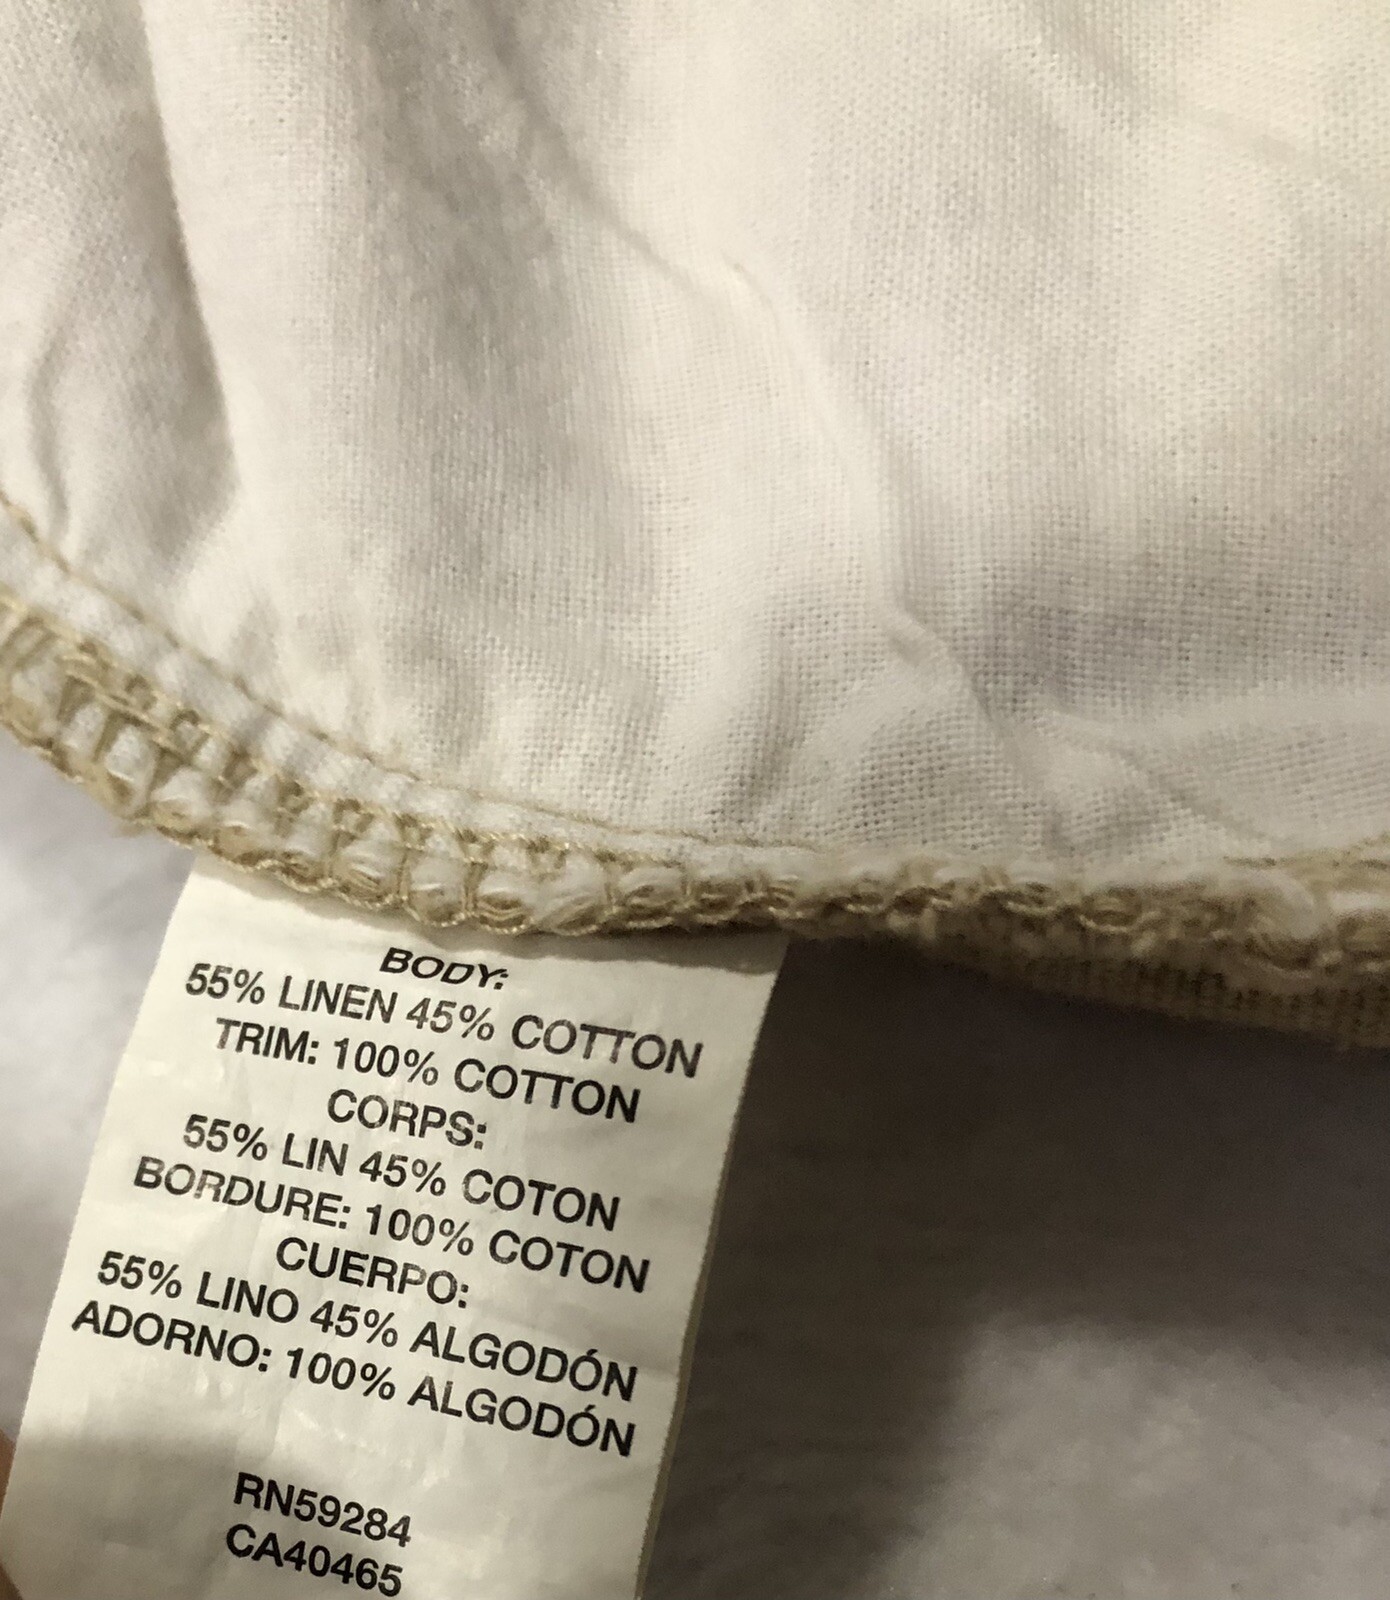 BODY:
55% LINEN 45% COTTON
TRIM: 100% COTTON
CORPS:
55% LIN 45% COTON
BORDURE: 100% COTON
CUERPO:
55% LINO 45% ALGODÓN
ADORNO: 100% ALGODÓN
RN59284
CA40465